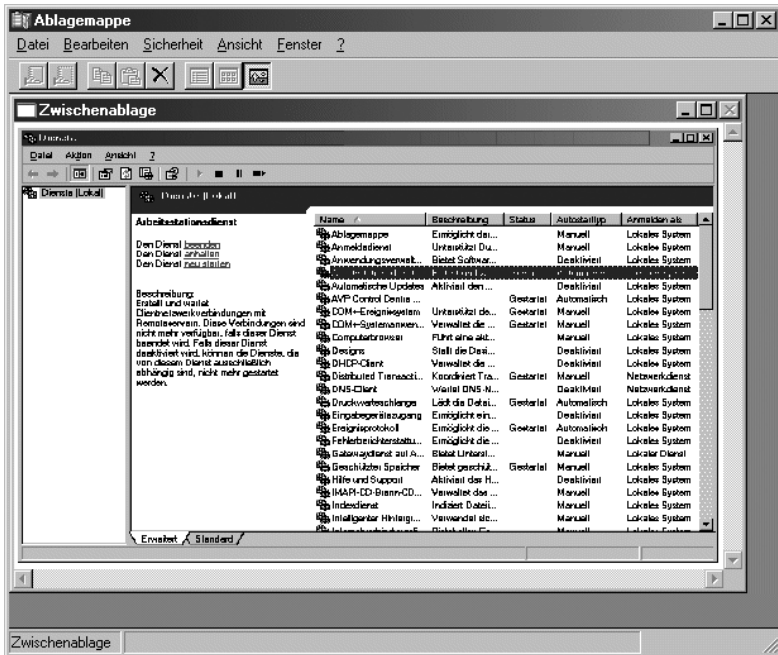 Ablagemappe
Datei Bearbeiten Sicherheit Ansicht Fenster ?
Zwischenablage
Dienste
Datei Aktion Ansicht ?
Dienste (Lokal)
Dienste (Lokal)
Arbeitsstationsdienst
Den Dienst beenden
Den Dienst anhalten
Den Dienst neu starten
Beschreibung:
Erstellt und wartet
Clientnetzwerkverbindungen mit
Remoteservern. Diese Verbindungen sind
nicht mehr verfügbar, falls dieser Dienst
beendet wird. Falls dieser Dienst
deaktiviert wird, können die Dienste, die
von diesem Dienst ausschließlich
abhängig sind, nicht mehr gestartet
werden.
Name Beschreibung Status Autostarttyp Anmelden als
Ablagemappe Ermöglicht der... Manuell Lokales System
Anmeldedienst Unterstützt Du... Manuell Lokales System
Anwendungsverwalt... Bietet Softwar... Deaktiviert Lokales System
Automatische Updates Aktiviert den ... Deaktiviert Lokales System
AVP Control Centre ... Gestartet Automatisch Lokales System
COM+-Ereignissystem Unterstützt de... Gestartet Manuell Lokales System
COM+-Systemanwen... Verwaltet die ... Gestartet Manuell Lokales System
Computerbrowser Führt eine akt... Manuell Lokales System
Designs Stellt die Desi... Deaktiviert Lokales System
DHCP-Client Verwaltet die ... Deaktiviert Lokales System
Distributed Transacti... Koordiniert Tra... Gestartet Manuell Netzwerkdienst
DNS-Client Wertet DNS-N... Deaktiviert Netzwerkdienst
Druckwarteschlange Lädt die Datei... Gestartet Automatisch Lokales System
Eingabegerätezugang Ermöglicht ein... Deaktiviert Lokales System
Ereignisprotokoll Ermöglicht die ... Gestartet Automatisch Lokales System
Fehlerberichterstattu... Ermöglicht die ... Deaktiviert Lokales System
Gatewaydienst auf A... Bietet Unterst... Manuell Lokaler Dienst
Geschützter Speicher Bietet geschüt... Gestartet Manuell Lokales System
Hilfe und Support Aktiviert das H... Deaktiviert Lokales System
IMAPI-CD-Brenn-CO... Verwaltet das ... Manuell Lokales System
Indexdienst Indiziert Dateii... Manuell Lokales System
Intelligenter Hintergr... Verwendet sic... Manuell Lokales System
Erweitert Standard
Zwischenablage